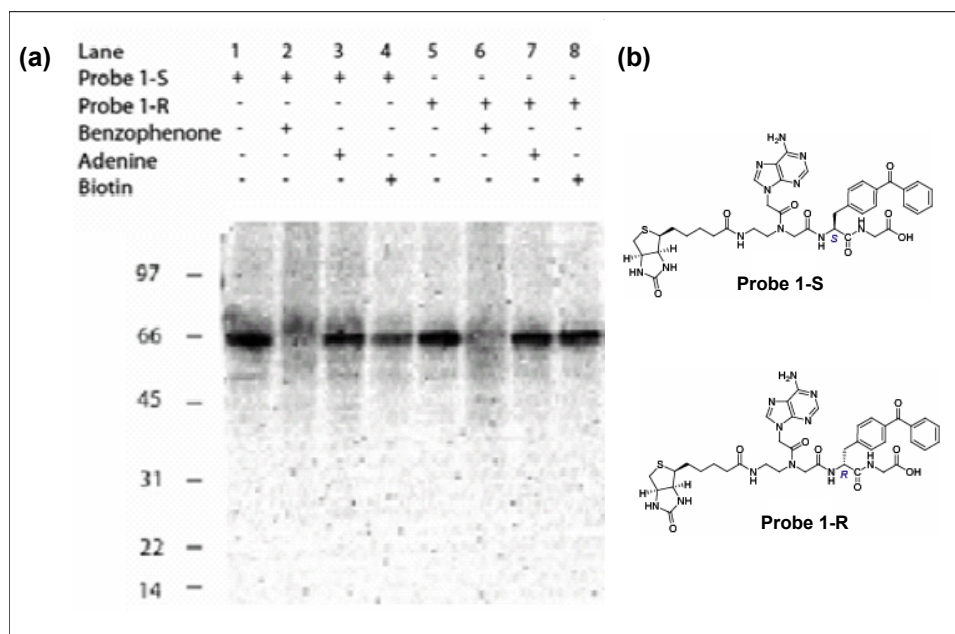 (a)
Lane 1 2 3 4 5 6 7 8
Probe 1-S + + + + - - - -
Probe 1-R - - - - + + + +
Benzophenone - + - - - + - -
Adenine - - + - - - + -
Biotin - - - + - - - +
97 -
66 -
45 -
31 -
22 -
14 -
(b)
NH2
N
N
N
N
O
O
O
S
O
H
N
H
H
HN
NH
O
N
N
H
S
O
H
N
O
OH
Probe 1-S
H2N
N
N
N
N
O
O
O
S
O
H
N
H
H
HN
NH
O
N
N
H
R
O
H
N
O
OH
Probe 1-R